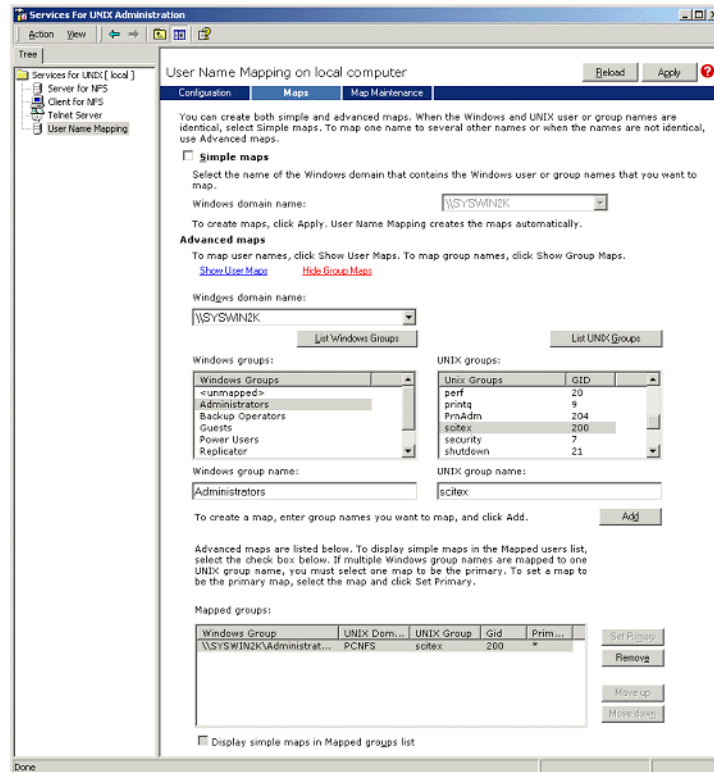 Services For UNIX Administration
Action View
Tree
Services for UNIX [ local ]
Server for NFS
Client for NFS
Telnet Server
User Name Mapping
User Name Mapping on local computer
Reload
Apply
Configuration
Maps
Map Maintenance
You can create both simple and advanced maps. When the Windows and UNIX user or group names are
identical, select Simple maps. To map one name to several other names or when the names are not identical,
use Advanced maps.
Simple maps
Select the name of the Windows domain that contains the Windows user or group names that you want to
map.
Windows domain name:
\\SYSWIN2K
To create maps, click Apply. User Name Mapping creates the maps automatically.
Advanced maps
To map user names, click Show User Maps. To map group names, click Show Group Maps.
Show User Maps
Hide Group Maps
Windows domain name:
\\SYSWIN2K
List Windows Groups
List UNIX Groups
Windows groups:
UNIX groups:
Windows Groups
<unmapped>
Administrators
Backup Operators
Guests
Power Users
Replicator
Unix Groups GID
perf 20
printq 9
PrnAdm 204
scitex 200
security 7
shutdown 21
Windows group name:
UNIX group name:
Administrators
scitex
To create a map, enter group names you want to map, and click Add.
Add
Advanced maps are listed below. To display simple maps in the Mapped users list,
select the check box below. If multiple Windows group names are mapped to one
UNIX group name, you must select one map to be the primary. To set a map to
be the primary map, select the map and click Set Primary.
Mapped groups:
Windows Group UNIX Dom... UNIX Group Gid Prim...
\\SYSWIN2K\Administrat... PCNFS scitex 200 *
Set Primary
Remove
Move up
Move down
Display simple maps in Mapped groups list
Done